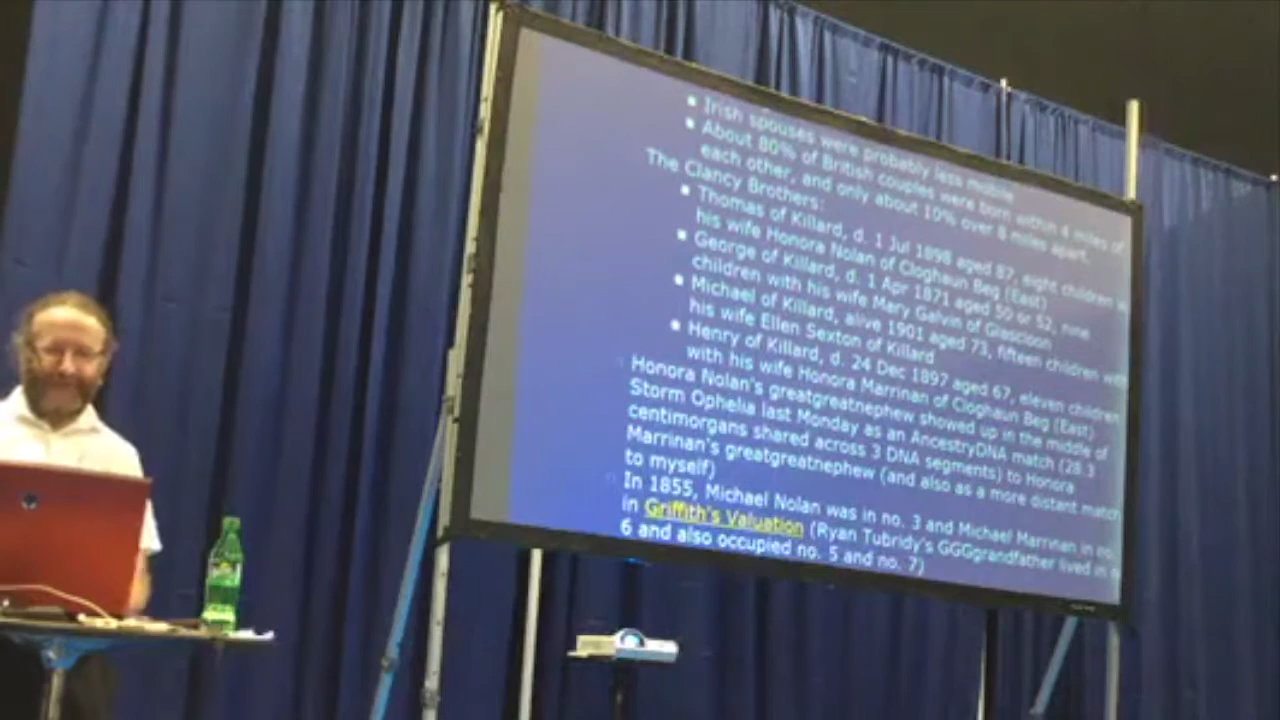 Irish spouses were probably less mobile
About 80% of British couples were born within 4 miles of
each other, and only about 10% over 8 miles apart.
The Clancy Brothers:
Thomas of Killard, d. 1 Jul 1898 aged 87, eight children
his wife Honora Nolan of Cloghaun Beg (East)
George of Killard, d. 1 Apr 1871 aged 50 or 52, nine
children with his wife Mary Galvin of Glascloon
Michael of Killard, alive 1901 aged 73, fifteen children with
his wife Ellen Sexton of Killard
Henry of Killard, d. 24 Dec 1897 aged 67, eleven children
with his wife Honora Marrinan of Cloghaun Beg (East)
Honora Nolan's greatgreatnephew showed up in the middle of
Storm Ophelia last Monday as an AncestryDNA match (28.3
centimorgans shared across 3 DNA segments) to Honora
Marrinan's greatgreatnephew (and also as a more distant match
to myself)
In 1855, Michael Nolan was in no. 3 and Michael Marrinan in no.
in Griffith's Valuation (Ryan Tubridy's GGGgrandfather lived in
6 and also occupied no. 5 and no. 7)